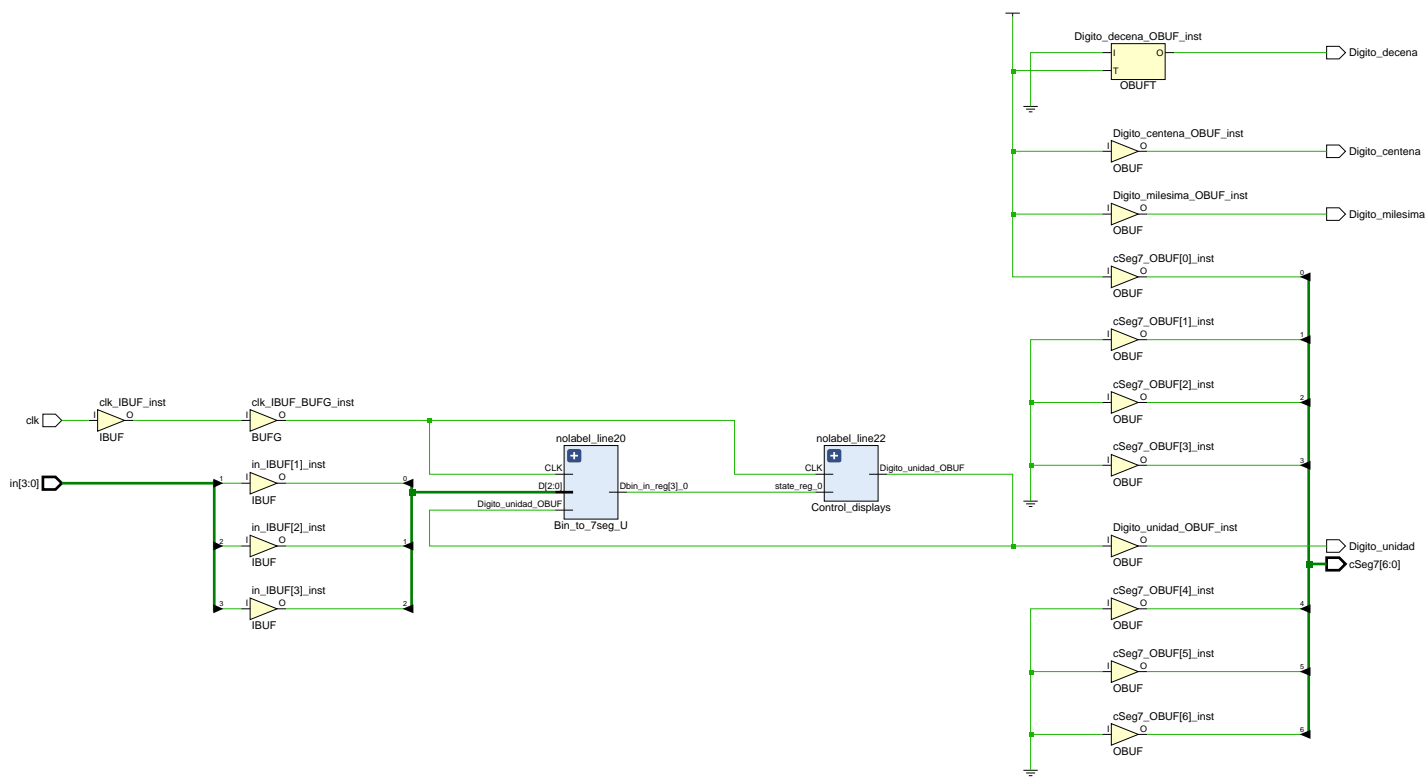 Digito_decena_OBUF_inst
I
O
T
OBUFT
Digito_decena
Digito_centena_OBUF_inst
I
O
OBUF
Digito_centena
Digito_milesima_OBUF_inst
I
O
OBUF
Digito_milesima
cSeg7_OBUF[0]_inst
I
O
OBUF
0
cSeg7_OBUF[1]_inst
I
O
OBUF
1
cSeg7_OBUF[2]_inst
I
O
OBUF
2
clk
clk_IBUF_inst
I
O
IBUF
clk_IBUF_BUFG_inst
I
O
BUFG
cSeg7_OBUF[3]_inst
I
O
OBUF
3
in[3:0]
1
in_IBUF[1]_inst
I
O
IBUF
0
2
in_IBUF[2]_inst
I
O
IBUF
1
3
in_IBUF[3]_inst
I
O
IBUF
2
nolabel_line20
CLK
D[2:0]
Digito_unidad_OBUF
Dbin_in_reg[3]_0
Bin_to_7seg_U
nolabel_line22
CLK
state_reg_0
Digito_unidad_OBUF
Control_displays
Digito_unidad_OBUF_inst
I
O
OBUF
Digito_unidad
cSeg7[6:0]
cSeg7_OBUF[4]_inst
I
O
OBUF
4
cSeg7_OBUF[5]_inst
I
O
OBUF
5
cSeg7_OBUF[6]_inst
I
O
OBUF
6